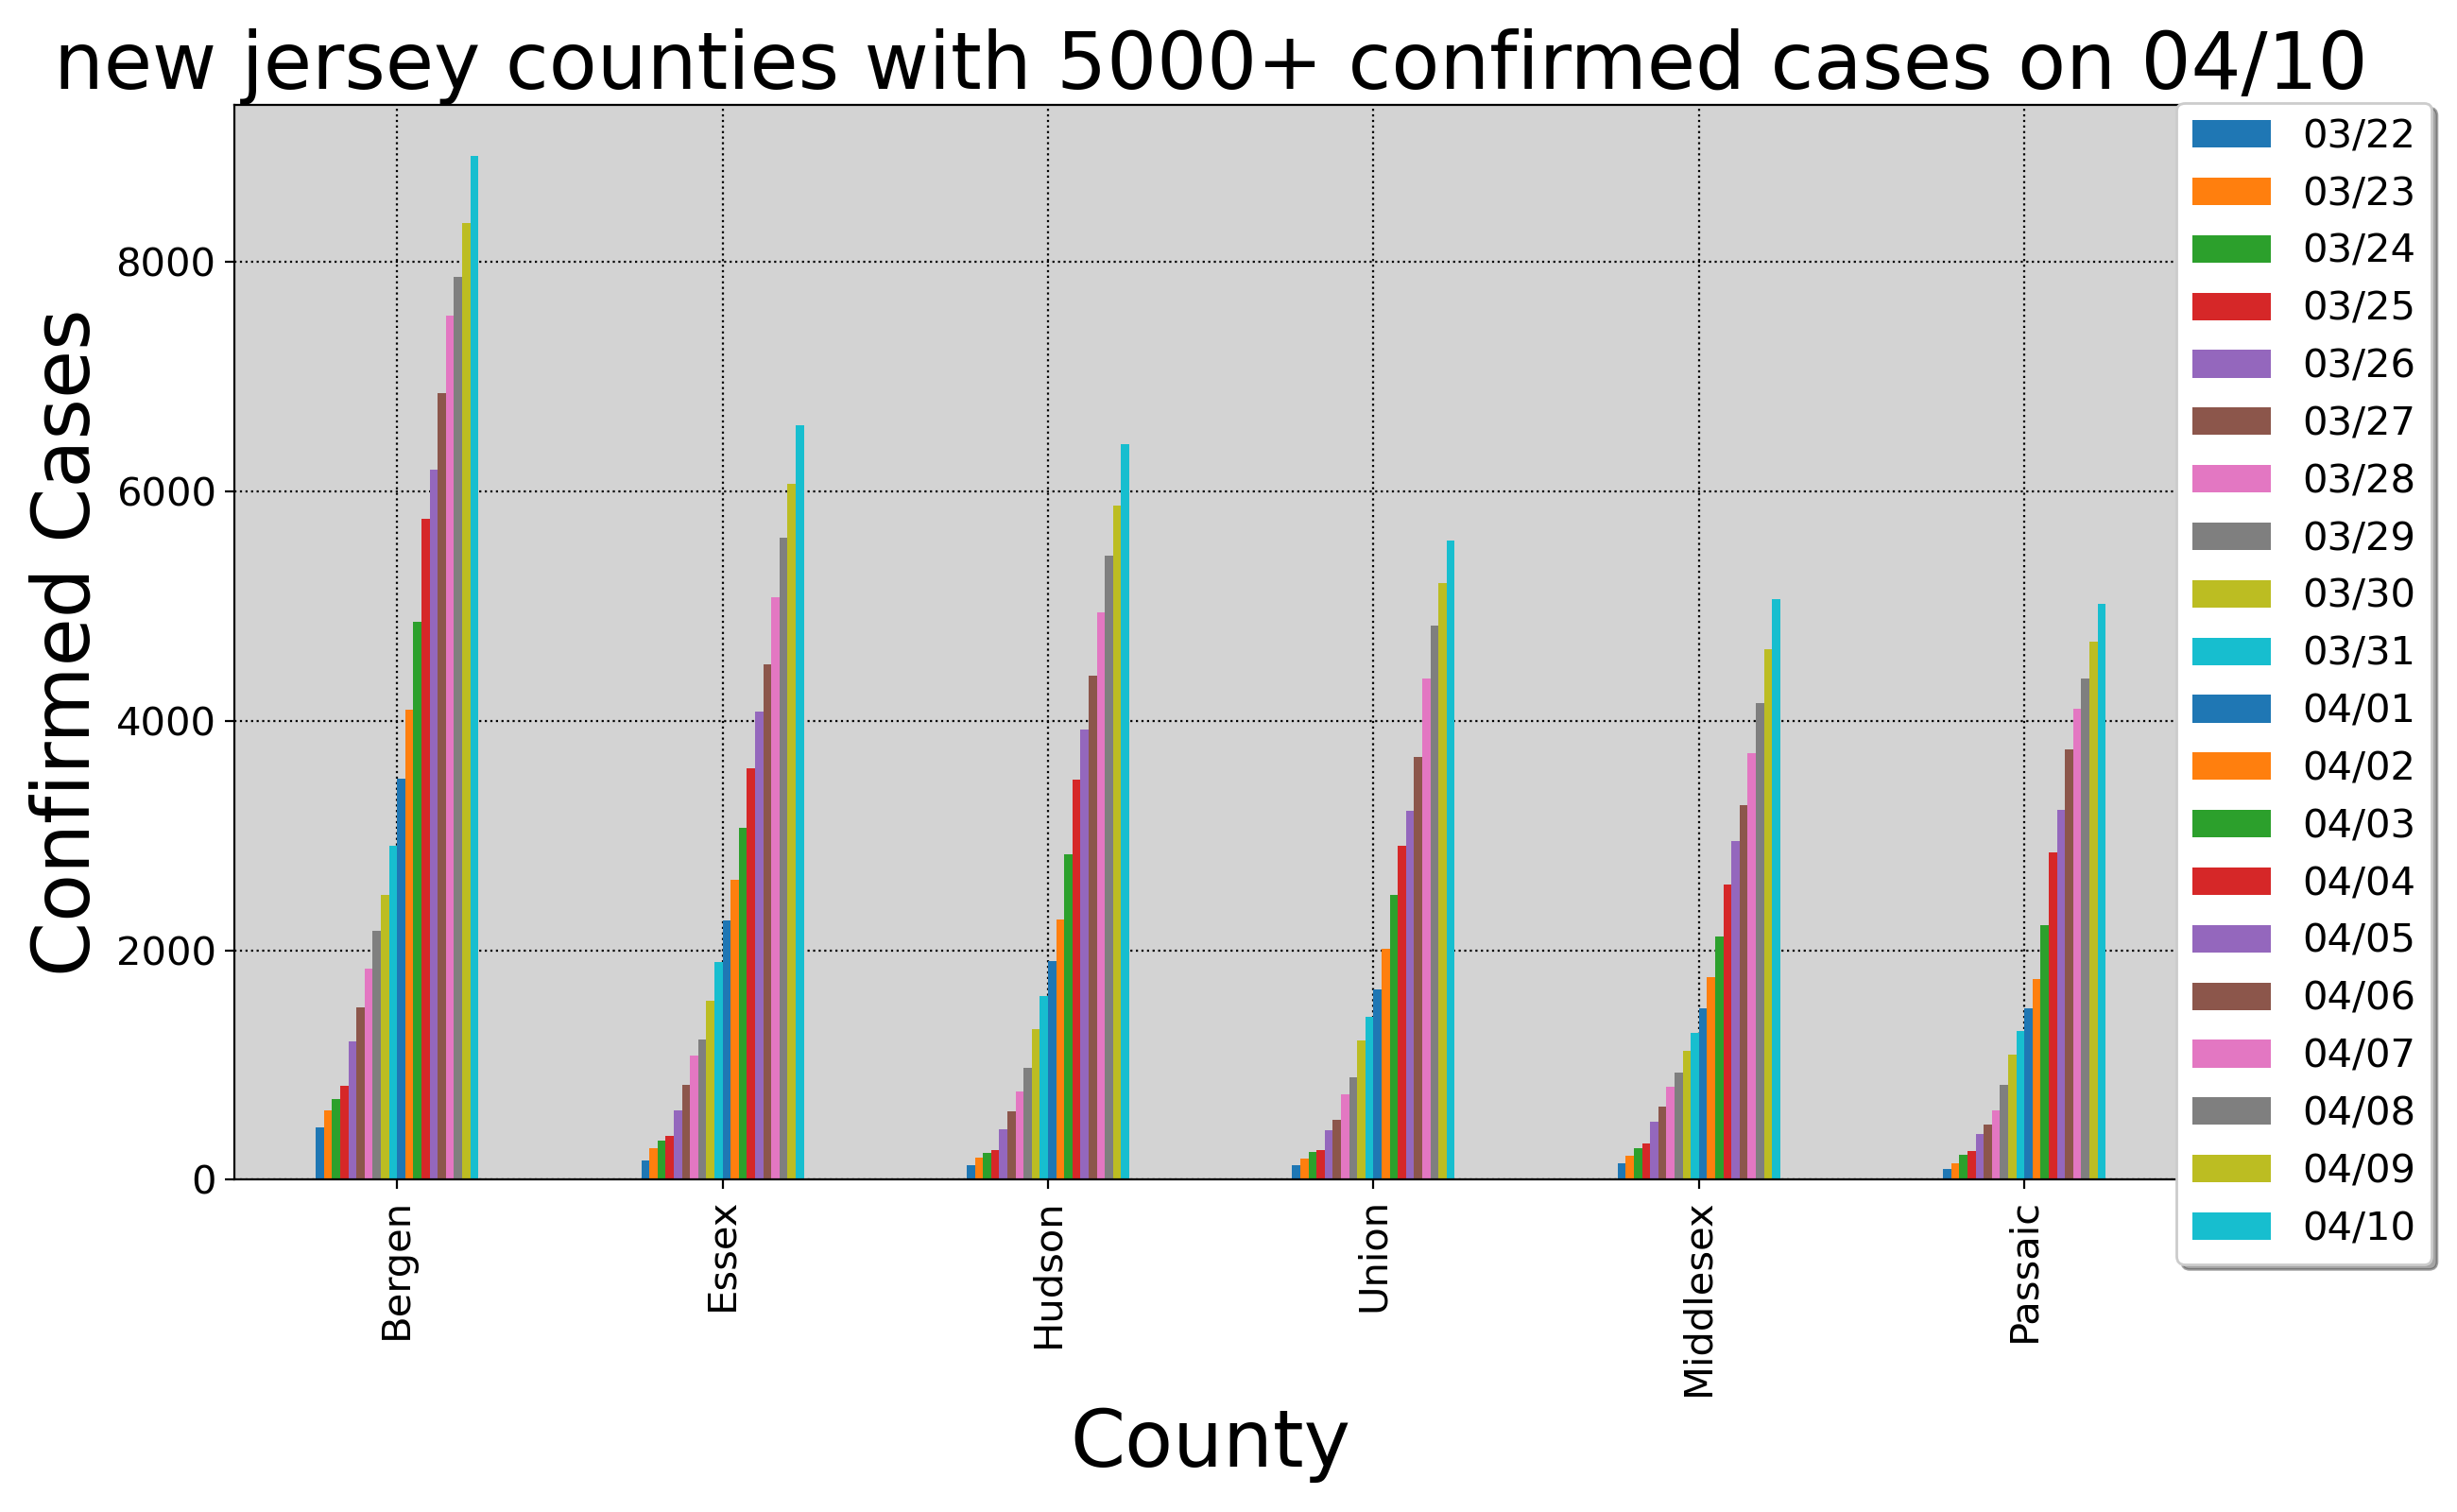 new jersey counties with 5000+ confirmed cases on 04/10
Confirmed Cases
8000
6000
4000
2000
0
Bergen
Essex
Hudson
Union
Middlesex
Passaic
County
03/22
03/23
03/24
03/25
03/26
03/27
03/28
03/29
03/30
03/31
04/01
04/02
04/03
04/04
04/05
04/06
04/07
04/08
04/09
04/10